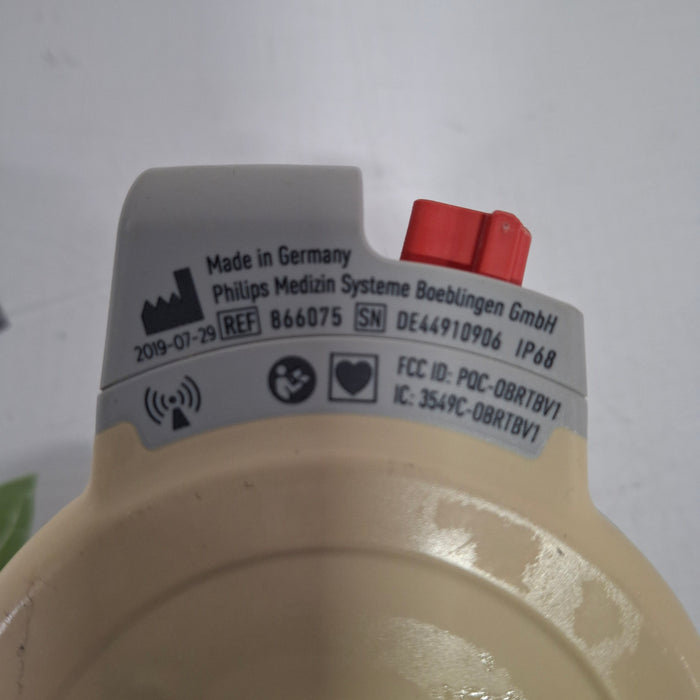 Made in Germany
Philips Medizin Systeme Boeblingen GmbH
2019-07-29 REF 866075 SN DE44910906 IP68
FCC ID: PQC-OBRTBV1
IC: 3549C-OBRTBV1